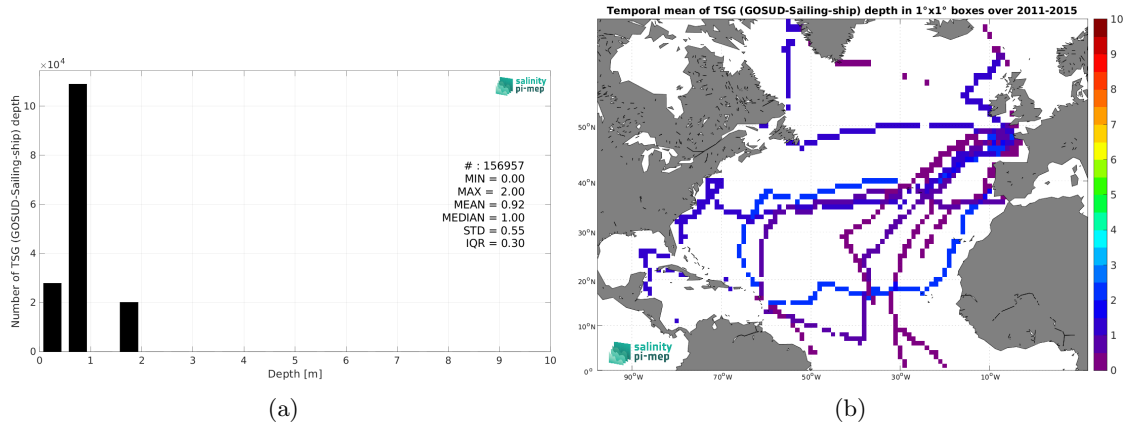 ×10⁴
10
8
6
4
2
0
0 1 2 3 4 5 6 7 8 9 10
Number of TSG (GOSUD-Sailing-ship) depth
Depth [m]
salinity
pi-mep
# : 156957
MIN = 0.00
MAX = 2.00
MEAN = 0.92
MEDIAN = 1.00
STD = 0.55
IQR = 0.30
(a)
Temporal mean of TSG (GOSUD-Sailing-ship) depth in 1°x1° boxes over 2011-2015
50°N
40°N
30°N
20°N
10°N
0°
90°W 70°W 50°W 30°W 10°W
salinity
pi-mep
10
9
8
7
6
5
4
3
2
1
0
(b)